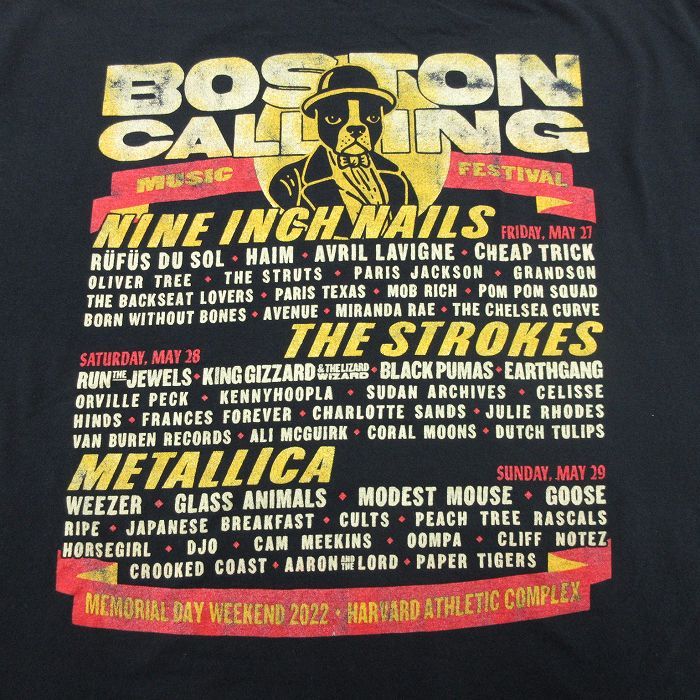 BOSTON
CALLING
MUSIC FESTIVAL
NINE INCH NAILS FRIDAY, MAY 27
RÜFÜS DU SOL • HAIM • AVRIL LAVIGNE • CHEAP TRICK
OLIVER TREE • THE STRUTS • PARIS JACKSON • GRANDSON
THE BACKSEAT LOVERS • PARIS TEXAS • MOB RICH • POM POM SQUAD
BORN WITHOUT BONES • AVENUE • MIRANDA RAE • THE CHELSEA CURVE
THE STROKES
SATURDAY, MAY 28
RUN THE JEWELS • KING GIZZARD & THE LIZARD WIZARD • BLACK PUMAS • EARTHGANG
ORVILLE PECK • KENNYHOOPLA • SUDAN ARCHIVES • CELISSE
HINDS • FRANCES FOREVER • CHARLOTTE SANDS • JULIE RHODES
VAN BUREN RECORDS • ALI MCGUIRK • CORAL MOONS • DUTCH TULIPS
METALLICA SUNDAY, MAY 29
WEEZER • GLASS ANIMALS • MODEST MOUSE • GOOSE
RIPE • JAPANESE BREAKFAST • CULTS • PEACH TREE RASCALS
HORSEGIRL • DJO • CAM MEEKINS • OOMPA • CLIFF NOTEZ
CROOKED COAST • AARON AND THE LORD • PAPER TIGERS
MEMORIAL DAY WEEKEND 2022 • HARVARD ATHLETIC COMPLEX